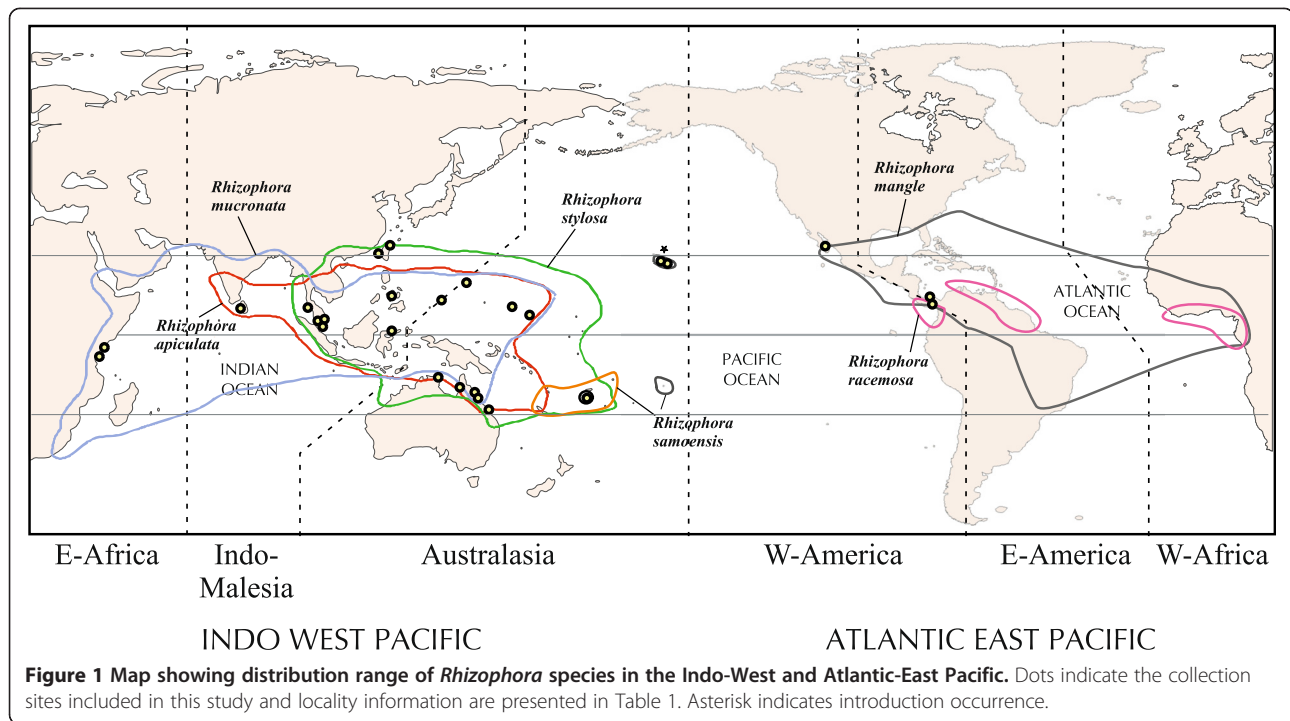 Rhizophora
mucronata
Rhizophora
stylosa
Rhizophora
mangle
*
ATLANTIC
OCEAN
Rhizophora
apiculata
INDIAN
OCEAN
PACIFIC
OCEAN
Rhizophora
racemosa
Rhizophora
samoensis
E-Africa
Indo-
Malesia
Australasia
W-America
E-America
W-Africa
INDO WEST PACIFIC
ATLANTIC EAST PACIFIC
Figure 1 Map showing distribution range of Rhizophora species in the Indo-West and Atlantic-East Pacific. Dots indicate the collection
sites included in this study and locality information are presented in Table 1. Asterisk indicates introduction occurrence.